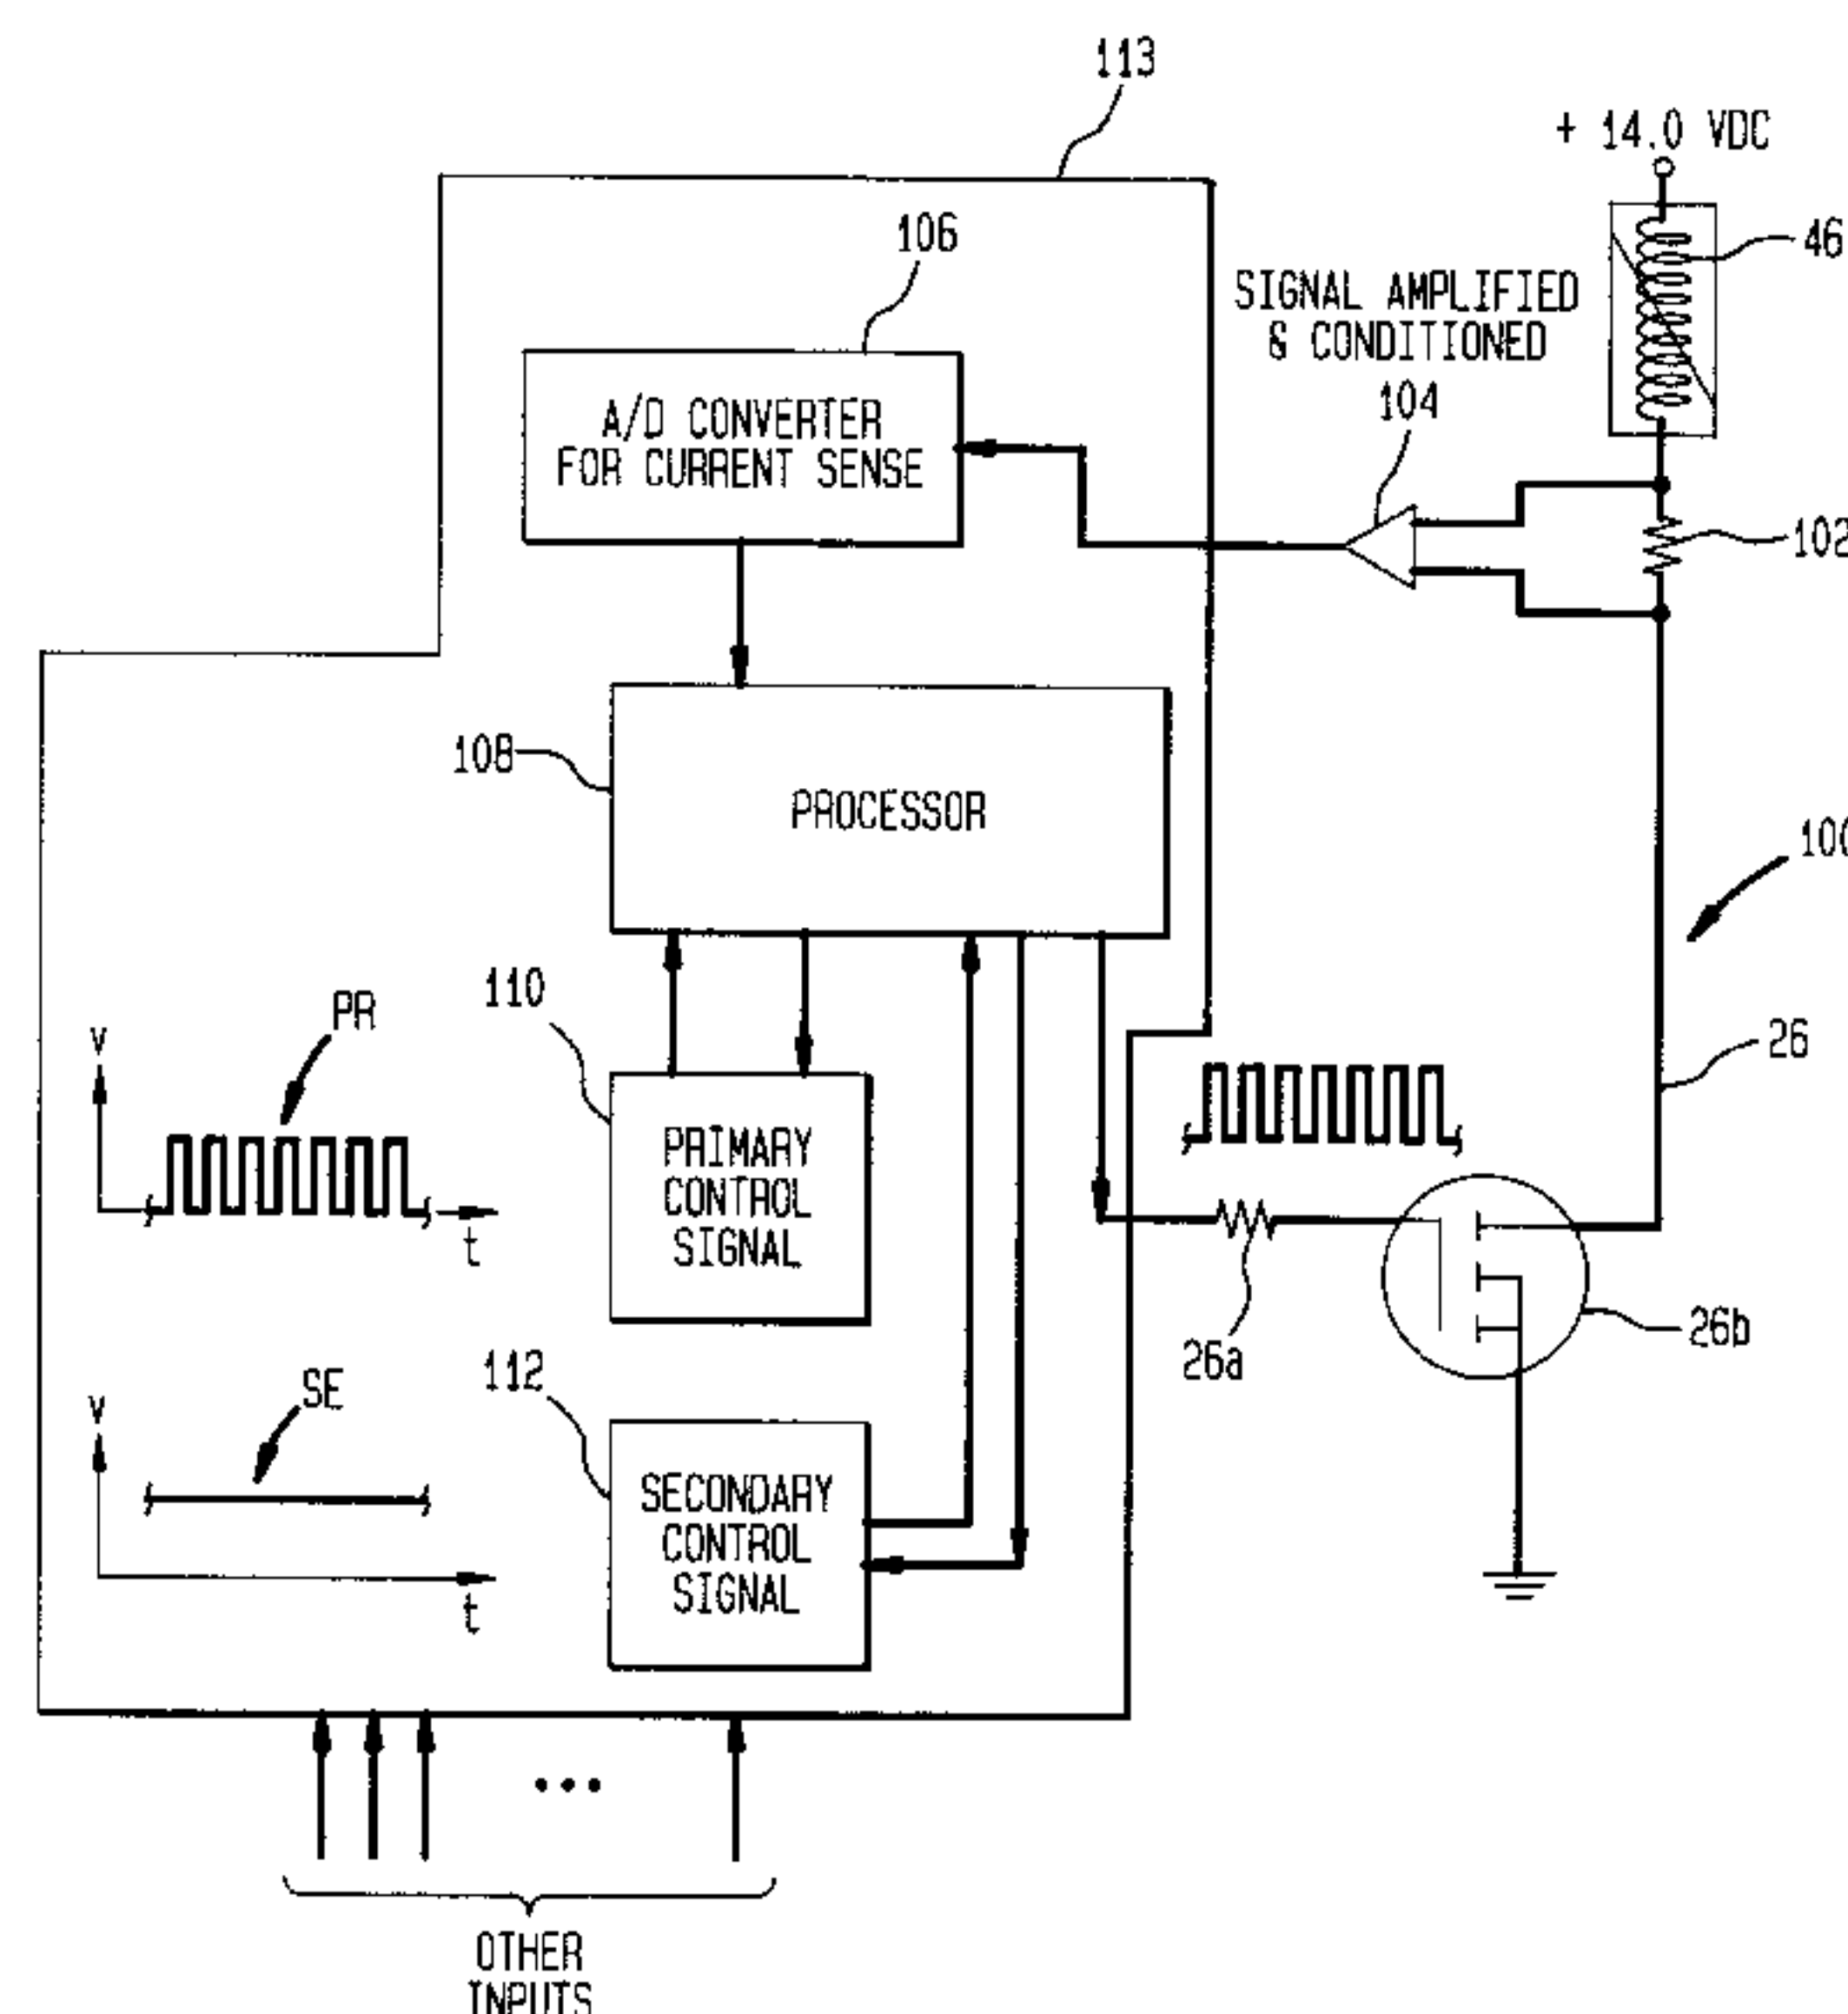 113
+ 14.0 VDC
106
46
SIGNAL AMPLIFIED
& CONDITIONED
104
A/D CONVERTER
FOR CURRENT SENSE
102
108
PROCESSOR
100
110
PR
V
26
PRIMARY
CONTROL
SIGNAL
t
26a
26b
112
SE
V
SECONDARY
CONTROL
SIGNAL
t
OTHER
INPUTS